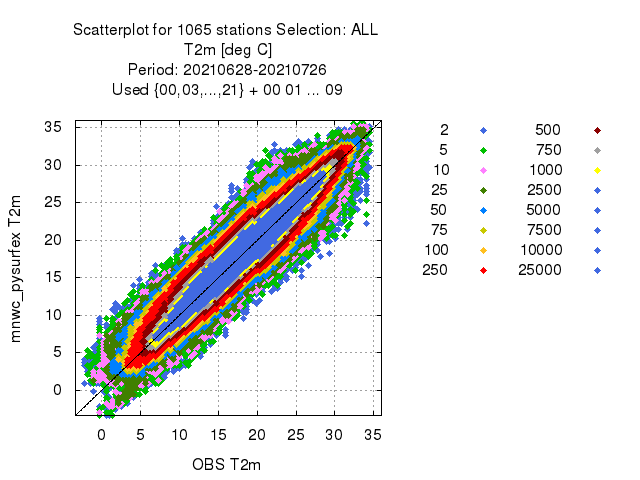 Scatterplot for 1065 stations Selection: ALL
T2m [deg C]
Period: 20210628-20210726
Used {00,03,...,21} + 00 01 ... 09
mnwc_pysurfex T2m
35
30
25
20
15
10
5
0
0 5 10 15 20 25 30 35
OBS T2m
2 500
5 750
10 1000
25 2500
50 5000
75 7500
100 10000
250 25000